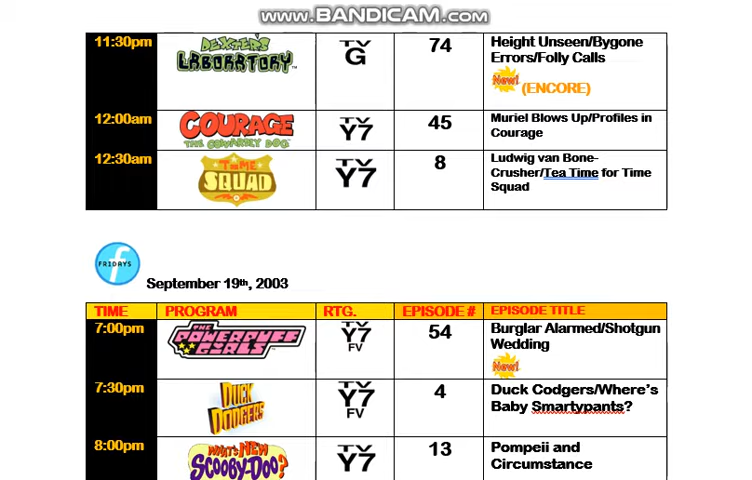 www.BANDICAM.com
11:30pm
DEXTER'S
LABORATORY
TV
G
74
Height Unseen/Bygone
Errors/Folly Calls
New!
(ENCORE)
12:00am
COURAGE
THE COWARDLY DOG
TV
Y7
45
Muriel Blows Up/Profiles in
Courage
12:30am
TIME
SQUAD
TV
Y7
8
Ludwig van Bone-
Crusher/Tea Time for Time
Squad
FRIDAYS
September 19th, 2003
TIME PROGRAM RTG. EPISODE # EPISODE TITLE
7:00pm
THE
POWERPUFF
GIRLS
TV
Y7
FV
54
Burglar Alarmed/Shotgun
Wedding
New!
7:30pm
DUCK
DODGERS
TV
Y7
FV
4
Duck Codgers/Where's
Baby Smartypants?
8:00pm
WHAT'S NEW
SCOOBY-DOO?
TV
Y7
13
Pompeii and
Circumstance